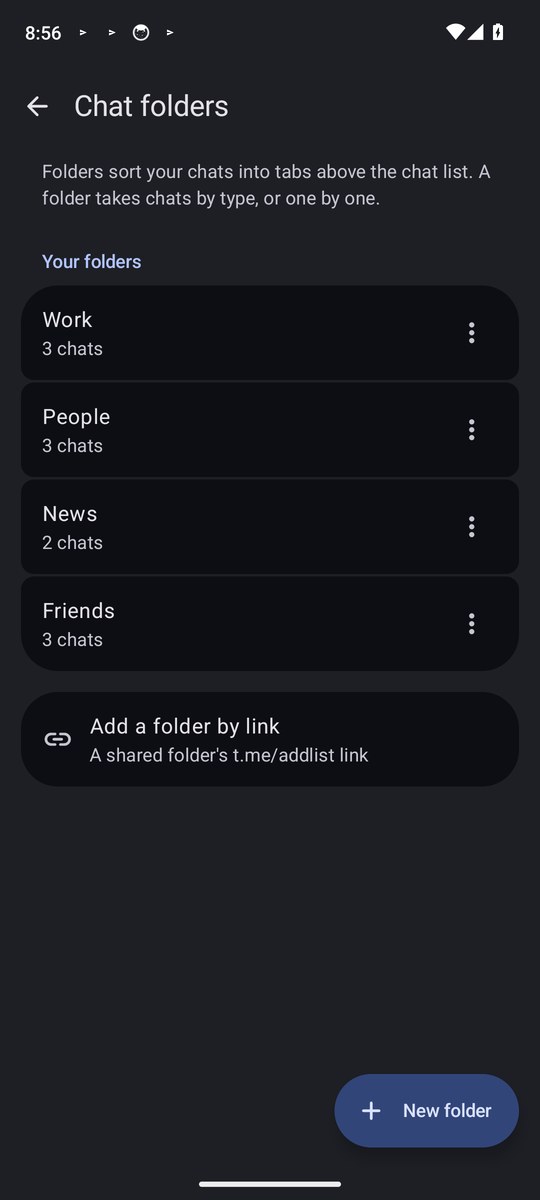 8:56
Chat folders
Folders sort your chats into tabs above the chat list. A
folder takes chats by type, or one by one.
Your folders
Work
3 chats
People
3 chats
News
2 chats
Friends
3 chats
Add a folder by link
A shared folder's t.me/addlist link
New folder